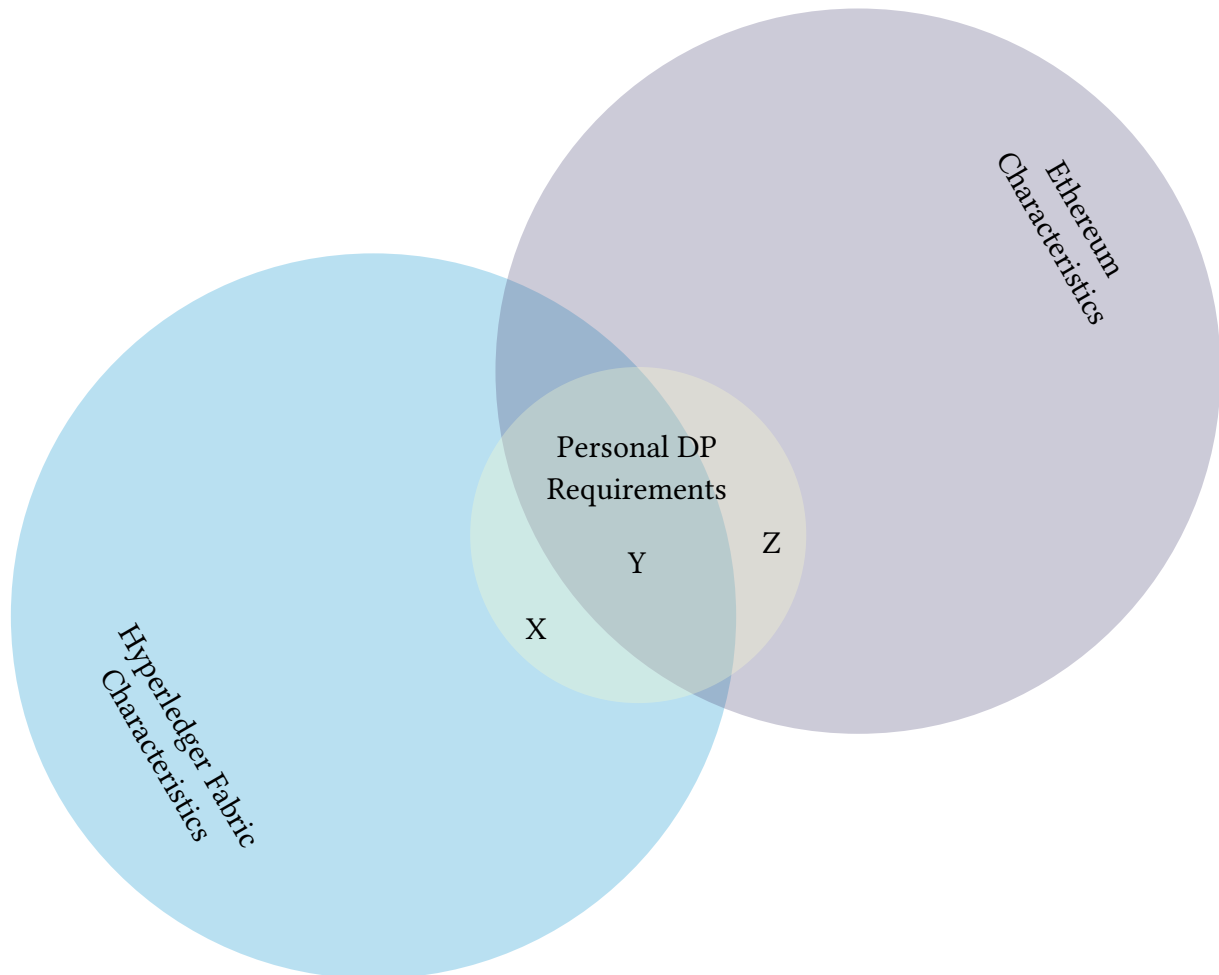 Ethereum
Characteristics
Personal DP
Requirements
Z
Y
X
Hyperledger Fabric
Characteristics